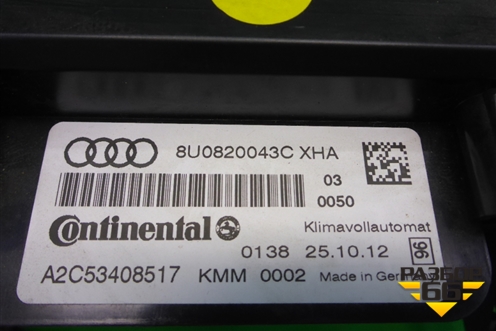 8U0820043C XHA
03
0050
Continental
Klimavollautomat
0138 25.10.12 96
A2C53408517 KMM 0002 Made in Germany
РАЗБОР
66